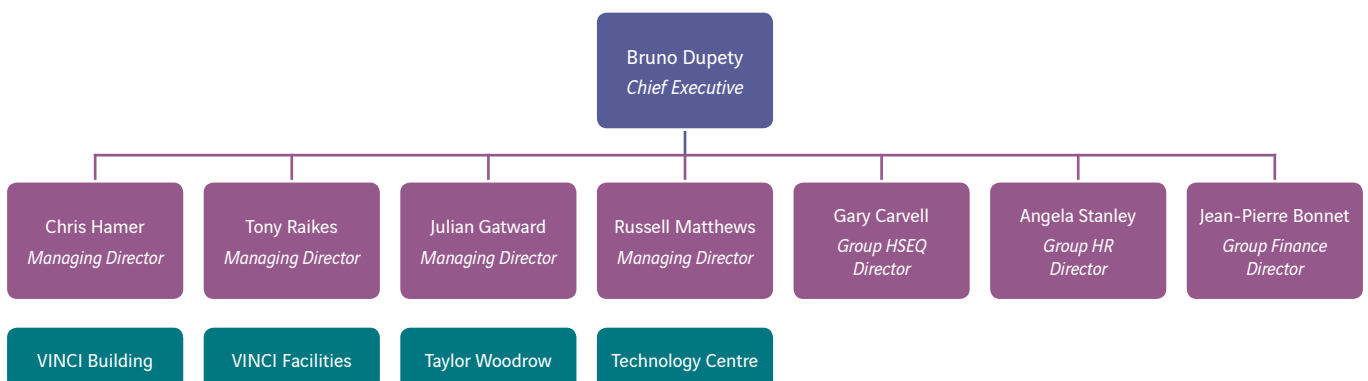 Bruno Dupety
Chief Executive
Chris Hamer
Managing Director
Tony Raikes
Managing Director
Julian Gatward
Managing Director
Russell Matthews
Managing Director
Gary Carvell
Group HSEQ
Director
Angela Stanley
Group HR
Director
Jean-Pierre Bonnet
Group Finance
Director
VINCI Building
VINCI Facilities
Taylor Woodrow
Technology Centre